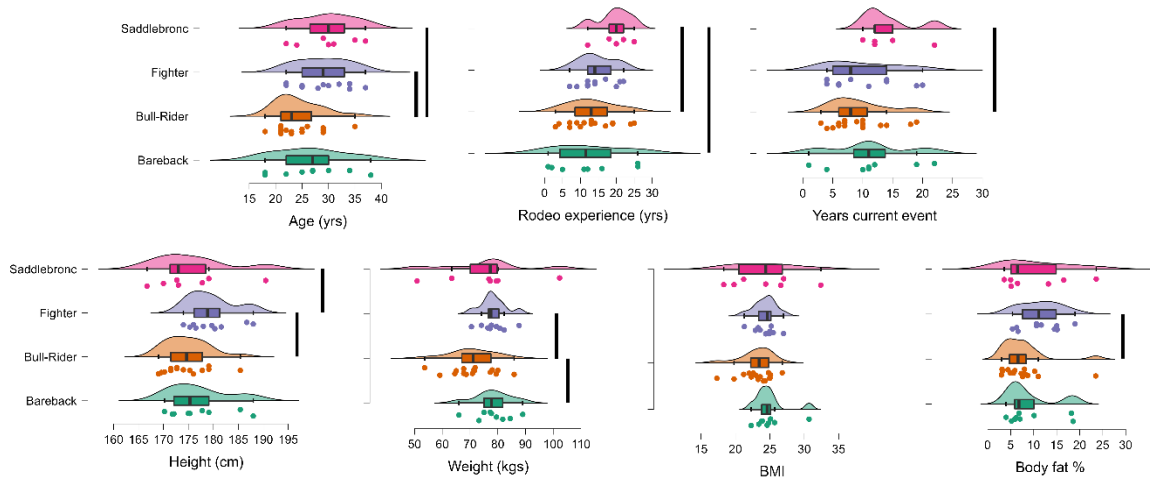 Saddlebronc
Fighter
Bull-Rider
Bareback
15 20 25 30 35 40
Age (yrs)
0 5 10 15 20 25 30
Rodeo experience (yrs)
0 5 10 15 20 25 30
Years current event
Saddlebronc
Fighter
Bull-Rider
Bareback
160 165 170 175 180 185 190 195
Height (cm)
50 60 70 80 90 100 110
Weight (kgs)
15 20 25 30 35
BMI
0 5 10 15 20 25 30
Body fat %